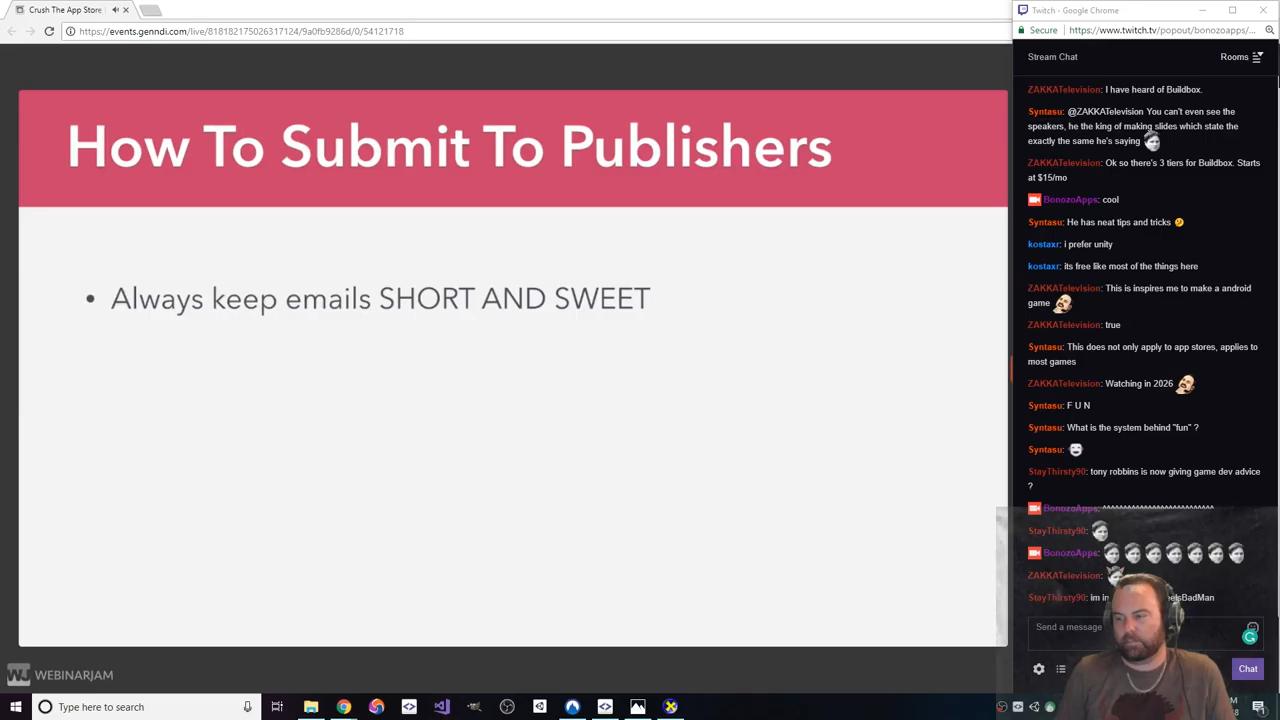 Crush The App Store
https://events.genndi.com/live/818182175026317124/9a0fb9286d/0/54121718
How To Submit To Publishers
• Always keep emails SHORT AND SWEET
WJ WEBINARJAM
Twitch - Google Chrome
Secure https://www.twitch.tv/popout/bonozoapps/...
Stream Chat
Rooms
ZAKKATelevision: I have heard of Buildbox.
Syntasu: @ZAKKATelevision You can't even see the
speakers, he the king of making slides which state the
exactly the same he's saying
ZAKKATelevision: Ok so there's 3 tiers for Buildbox. Starts
at $15/mo
BonozoApps: cool
Syntasu: He has neat tips and tricks
kostaxr: i prefer unity
kostaxr: its free like most of the things here
ZAKKATelevision: This is inspires me to make a android
game
ZAKKATelevision: true
Syntasu: This does not only apply to app stores, applies to
most games
ZAKKATelevision: Watching in 2026
Syntasu: F U N
Syntasu: What is the system behind "fun" ?
Syntasu:
StayThirsty90: tony robbins is now giving game dev advice
?
BonozoApps: ^^^^^^^^^^^^^^^^^^^^^^^^^^
StayThirsty90:
BonozoApps:
ZAKKATelevision:
StayThirsty90: im in eelsBadMan
Send a message
Chat
Type here to search